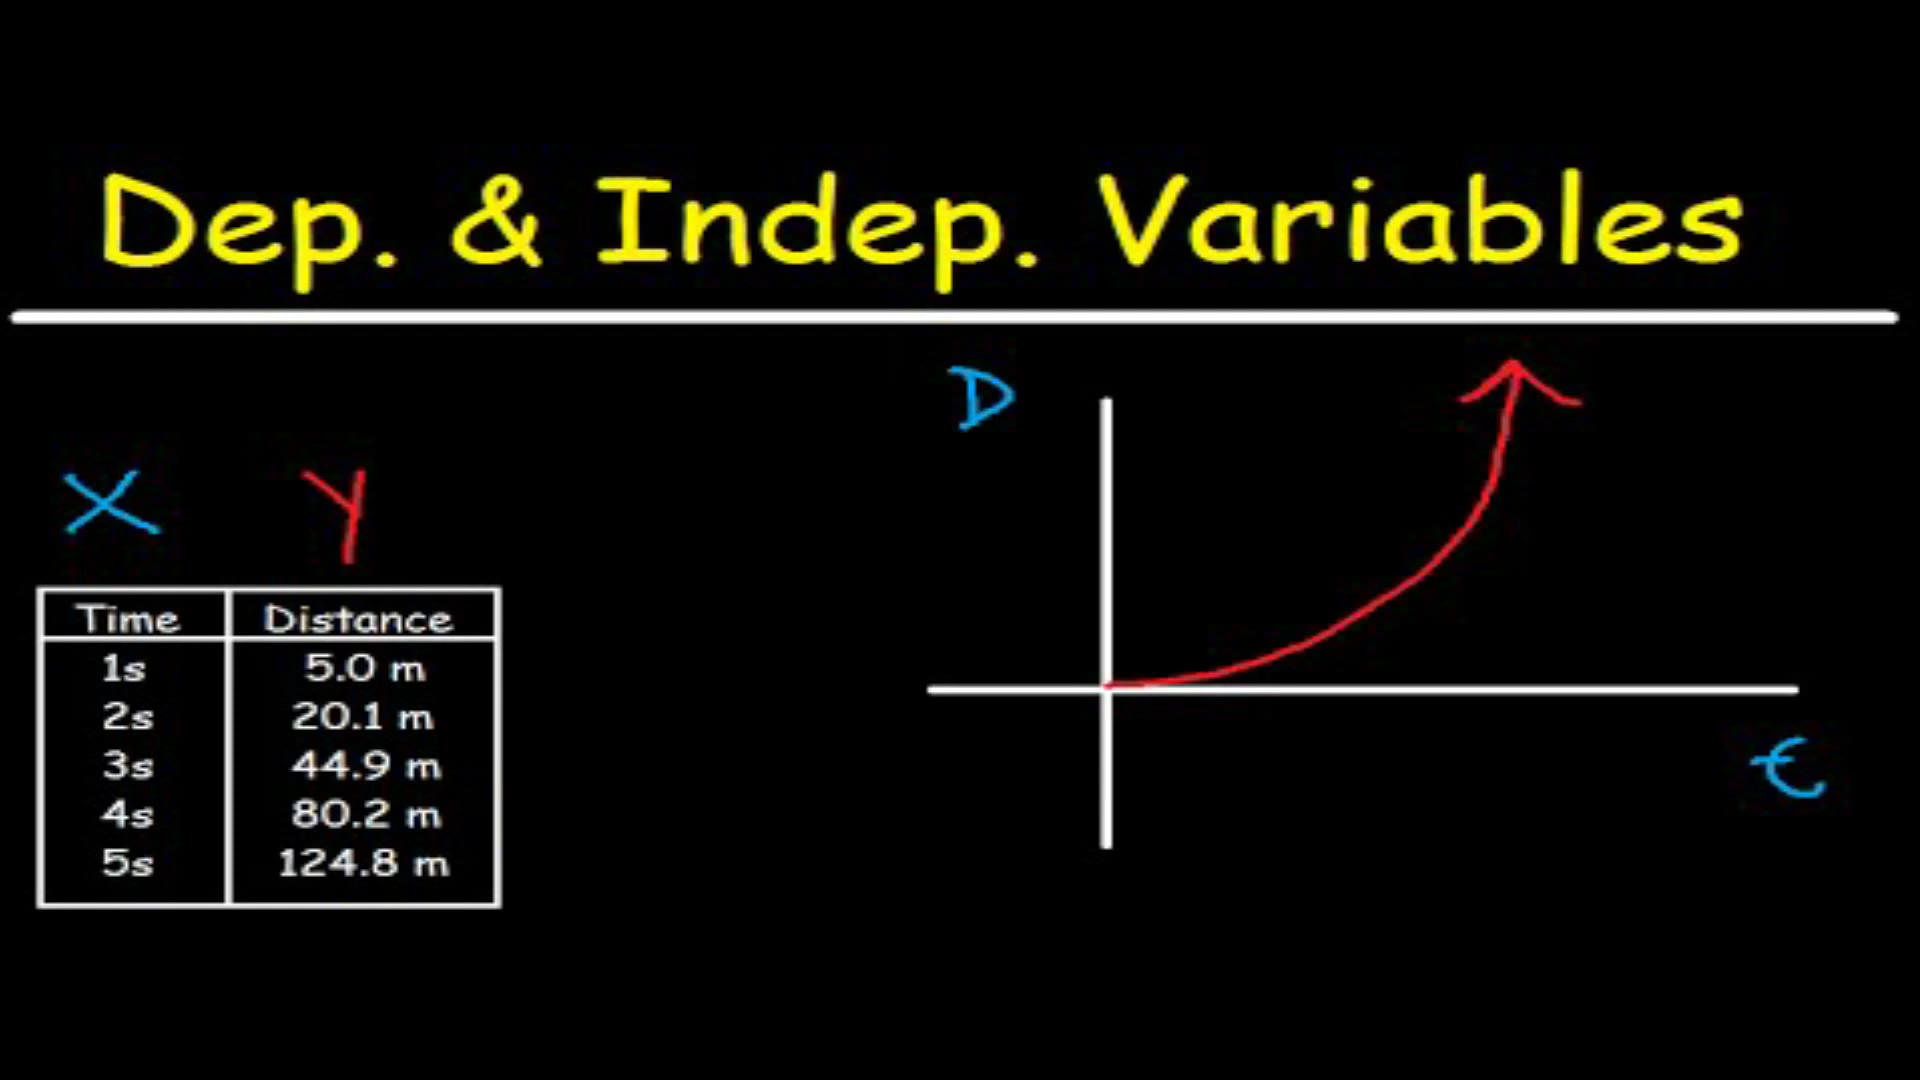 Dep. & Indep. Variables
X Y
Time Distance
1s 5.0 m
2s 20.1 m
3s 44.9 m
4s 80.2 m
5s 124.8 m
D
t